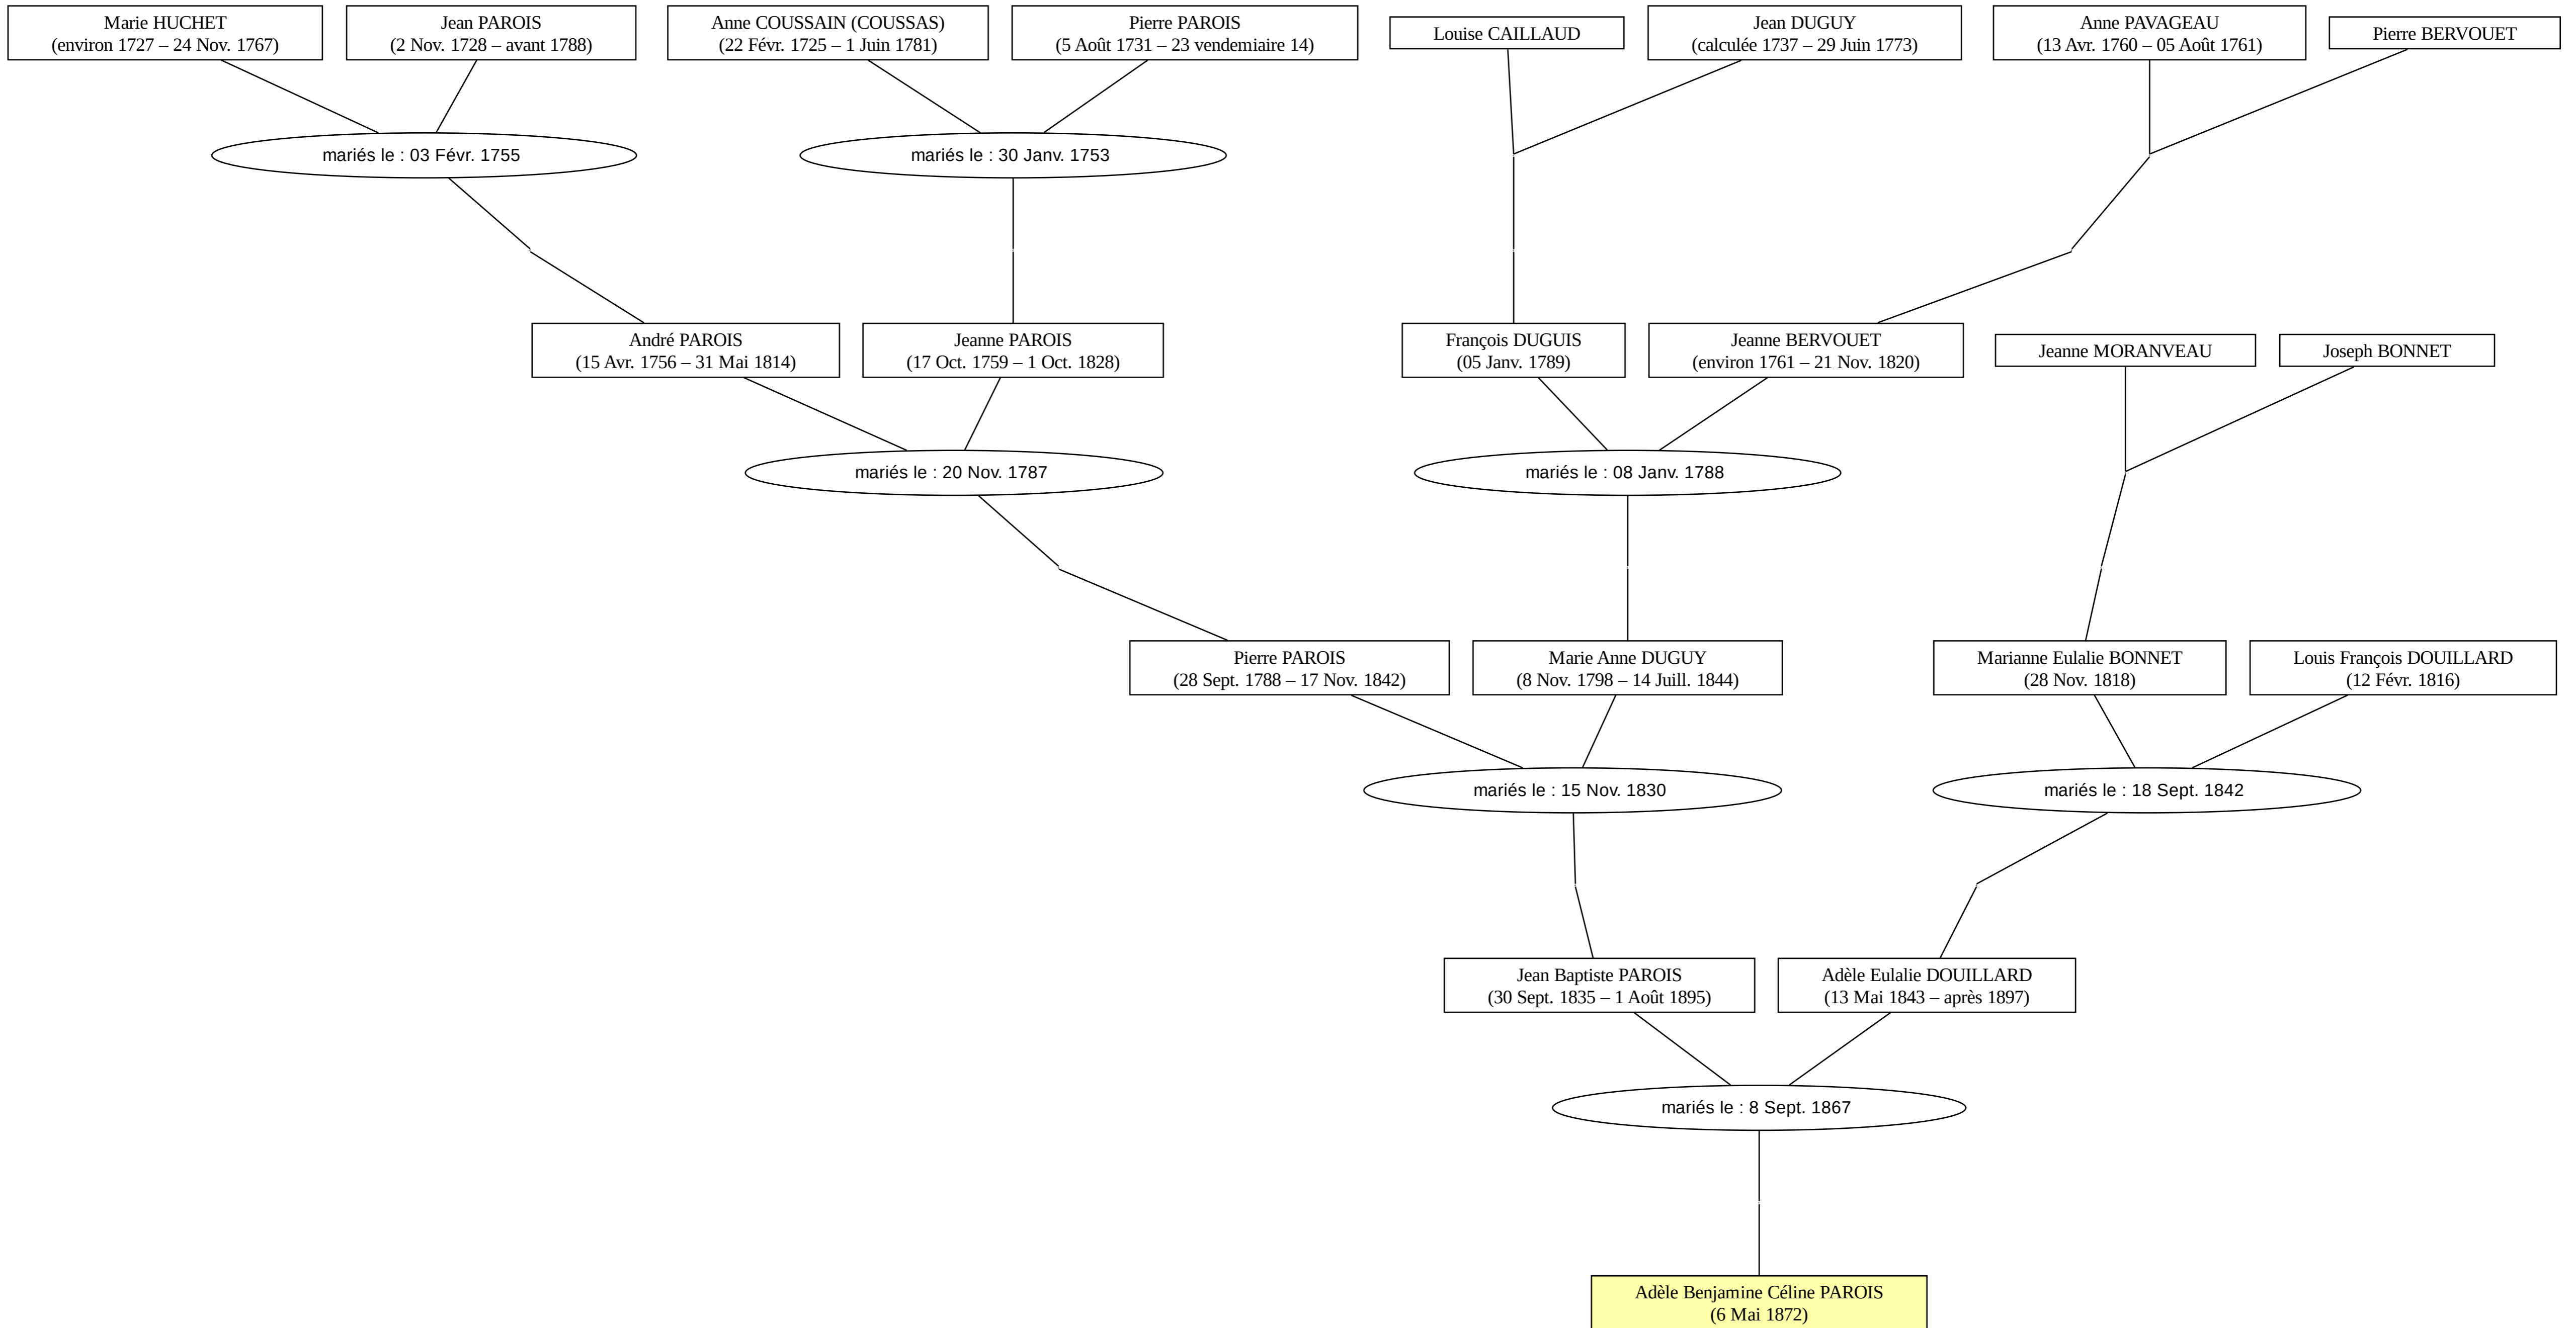 Marie HUCHET
(environ 1727 – 24 Nov. 1767)
Jean PAROIS
(2 Nov. 1728 – avant 1788)
Anne COUSSAIN (COUSSAS)
(22 Févr. 1725 – 1 Juin 1781)
Pierre PAROIS
(5 Août 1731 – 23 vendemiaire 14)
Louise CAILLAUD
Jean DUGUY
(calculée 1737 – 29 Juin 1773)
Anne PAVAGEAU
(13 Avr. 1760 – 05 Août 1761)
Pierre BERVOUET
mariés le : 03 Févr. 1755
mariés le : 30 Janv. 1753
André PAROIS
(15 Avr. 1756 – 31 Mai 1814)
Jeanne PAROIS
(17 Oct. 1759 – 1 Oct. 1828)
François DUGUIS
(05 Janv. 1789)
Jeanne BERVOUET
(environ 1761 – 21 Nov. 1820)
Jeanne MORANVEAU
Joseph BONNET
mariés le : 20 Nov. 1787
mariés le : 08 Janv. 1788
Pierre PAROIS
(28 Sept. 1788 – 17 Nov. 1842)
Marie Anne DUGUY
(8 Nov. 1798 – 14 Juill. 1844)
Marianne Eulalie BONNET
(28 Nov. 1818)
Louis François DOUILLARD
(12 Févr. 1816)
mariés le : 15 Nov. 1830
mariés le : 18 Sept. 1842
Jean Baptiste PAROIS
(30 Sept. 1835 – 1 Août 1895)
Adèle Eulalie DOUILLARD
(13 Mai 1843 – après 1897)
mariés le : 8 Sept. 1867
Adèle Benjamine Céline PAROIS
(6 Mai 1872)